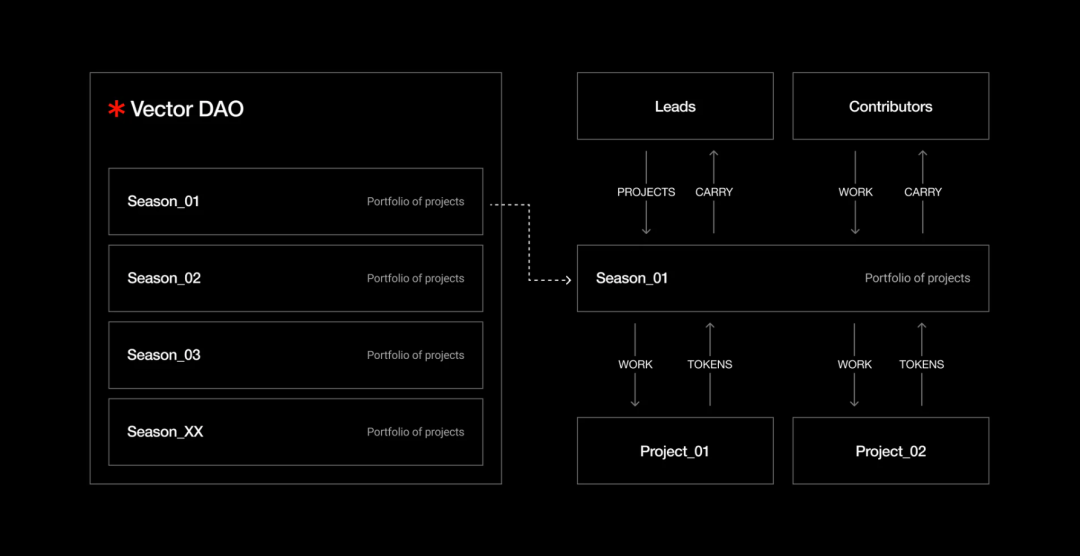 Vector DAO
Season_01 Portfolio of projects
Season_02 Portfolio of projects
Season_03 Portfolio of projects
Season_XX Portfolio of projects
Leads
Contributors
PROJECTS CARRY
WORK CARRY
Season_01 Portfolio of projects
WORK TOKENS
WORK TOKENS
Project_01
Project_02